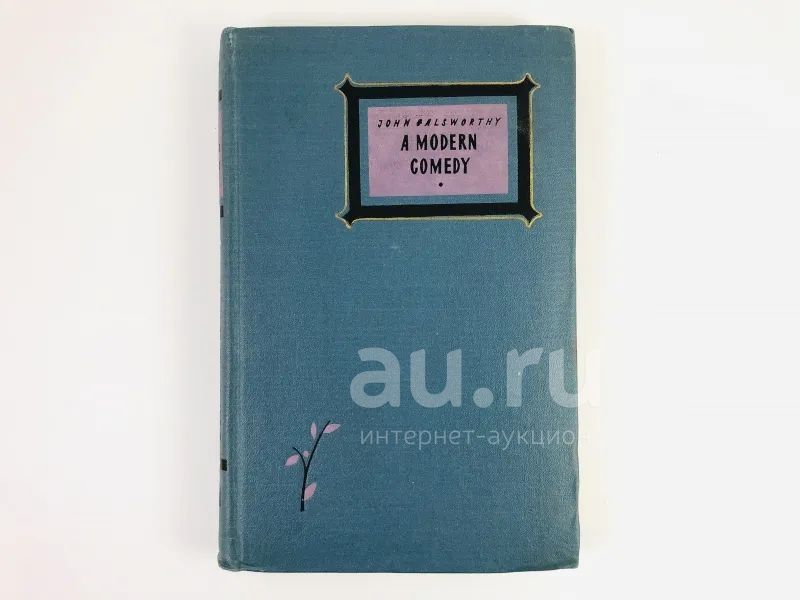 JOHN GALSWORTHY
A MODERN
COMEDY
au.ru
интернет-аукцион